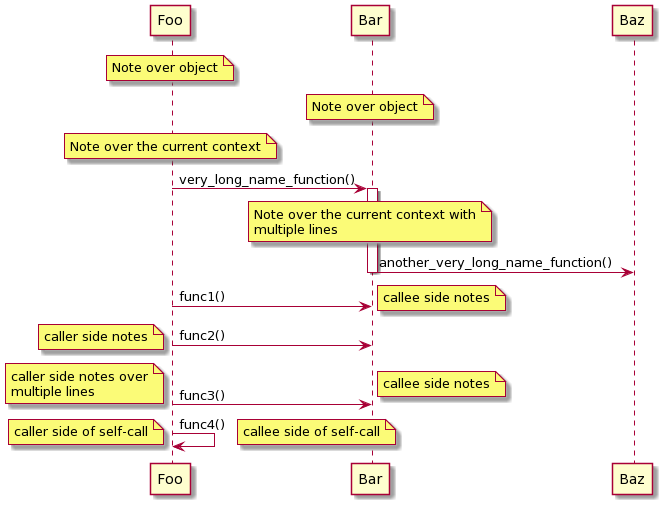 Foo
Bar
Baz
Note over object
Note over object
Note over the current context
very_long_name_function()
Note over the current context with
multiple lines
another_very_long_name_function()
func1()
callee side notes
caller side notes
func2()
caller side notes over
multiple lines
func3()
callee side notes
caller side of self-call
func4()
callee side of self-call
Foo
Bar
Baz